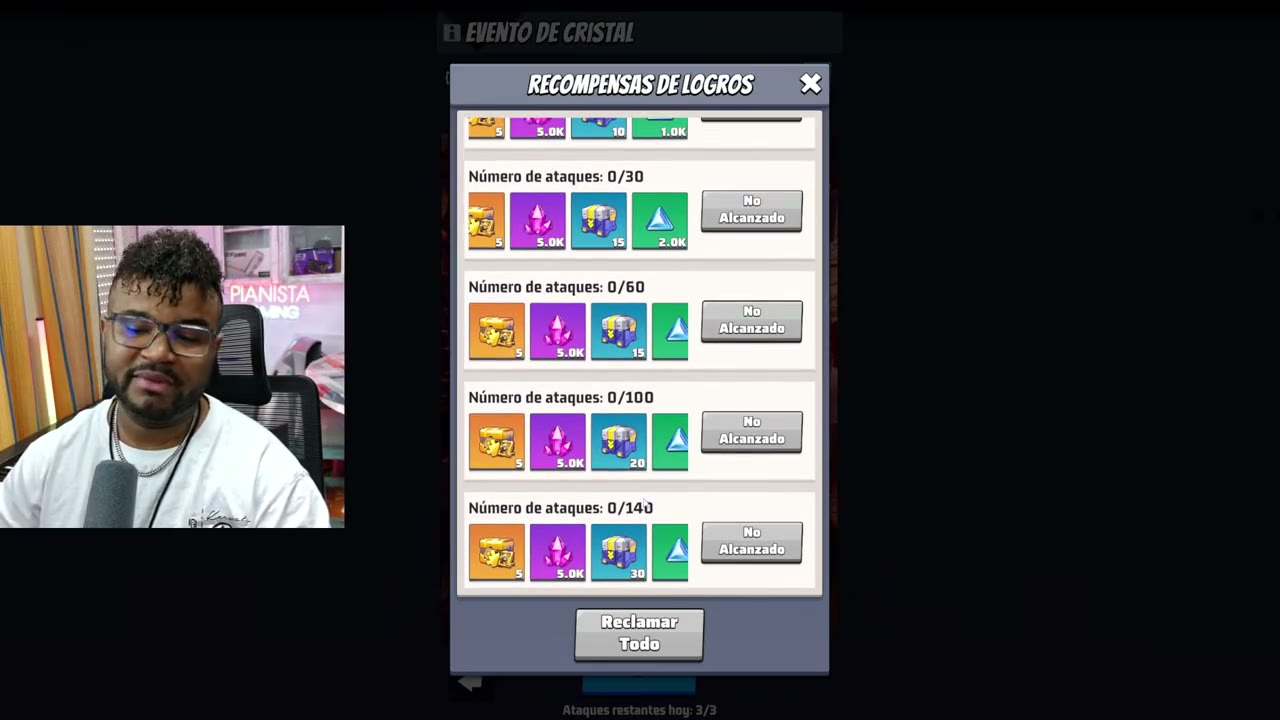 EVENTO DE CRISTAL
RECOMPENSAS DE LOGROS
5 5.0K 10 1.0K
Número de ataques: 0/30
5 5.0K 15 2.0K
No
Alcanzado
Número de ataques: 0/60
5 5.0K 15
No
Alcanzado
Número de ataques: 0/100
5 5.0K 20
No
Alcanzado
Número de ataques: 0/140
5 5.0K 30
No
Alcanzado
Reclamar
Todo
Ataques restantes hoy: 3/3
PIANISTA